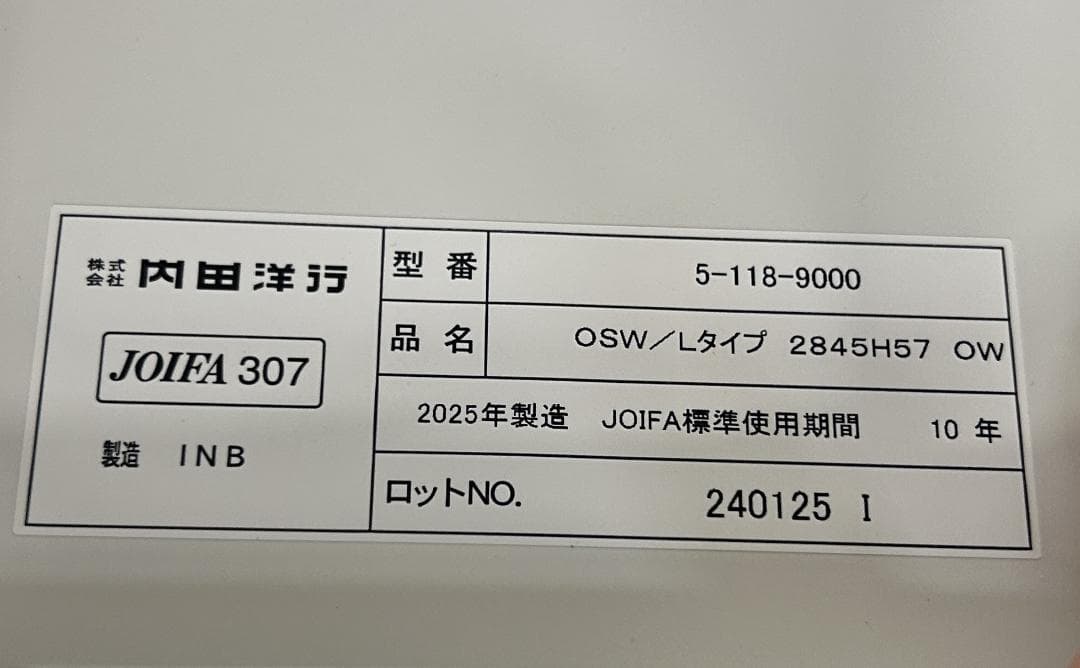 株式会社 内田洋行
JOIFA 307
製造 INB
型番 5-118-9000
品名 OSW/Lタイプ 2845H57 OW
2025年製造 JOIFA標準使用期間 10年
ロットNO. 240125 I